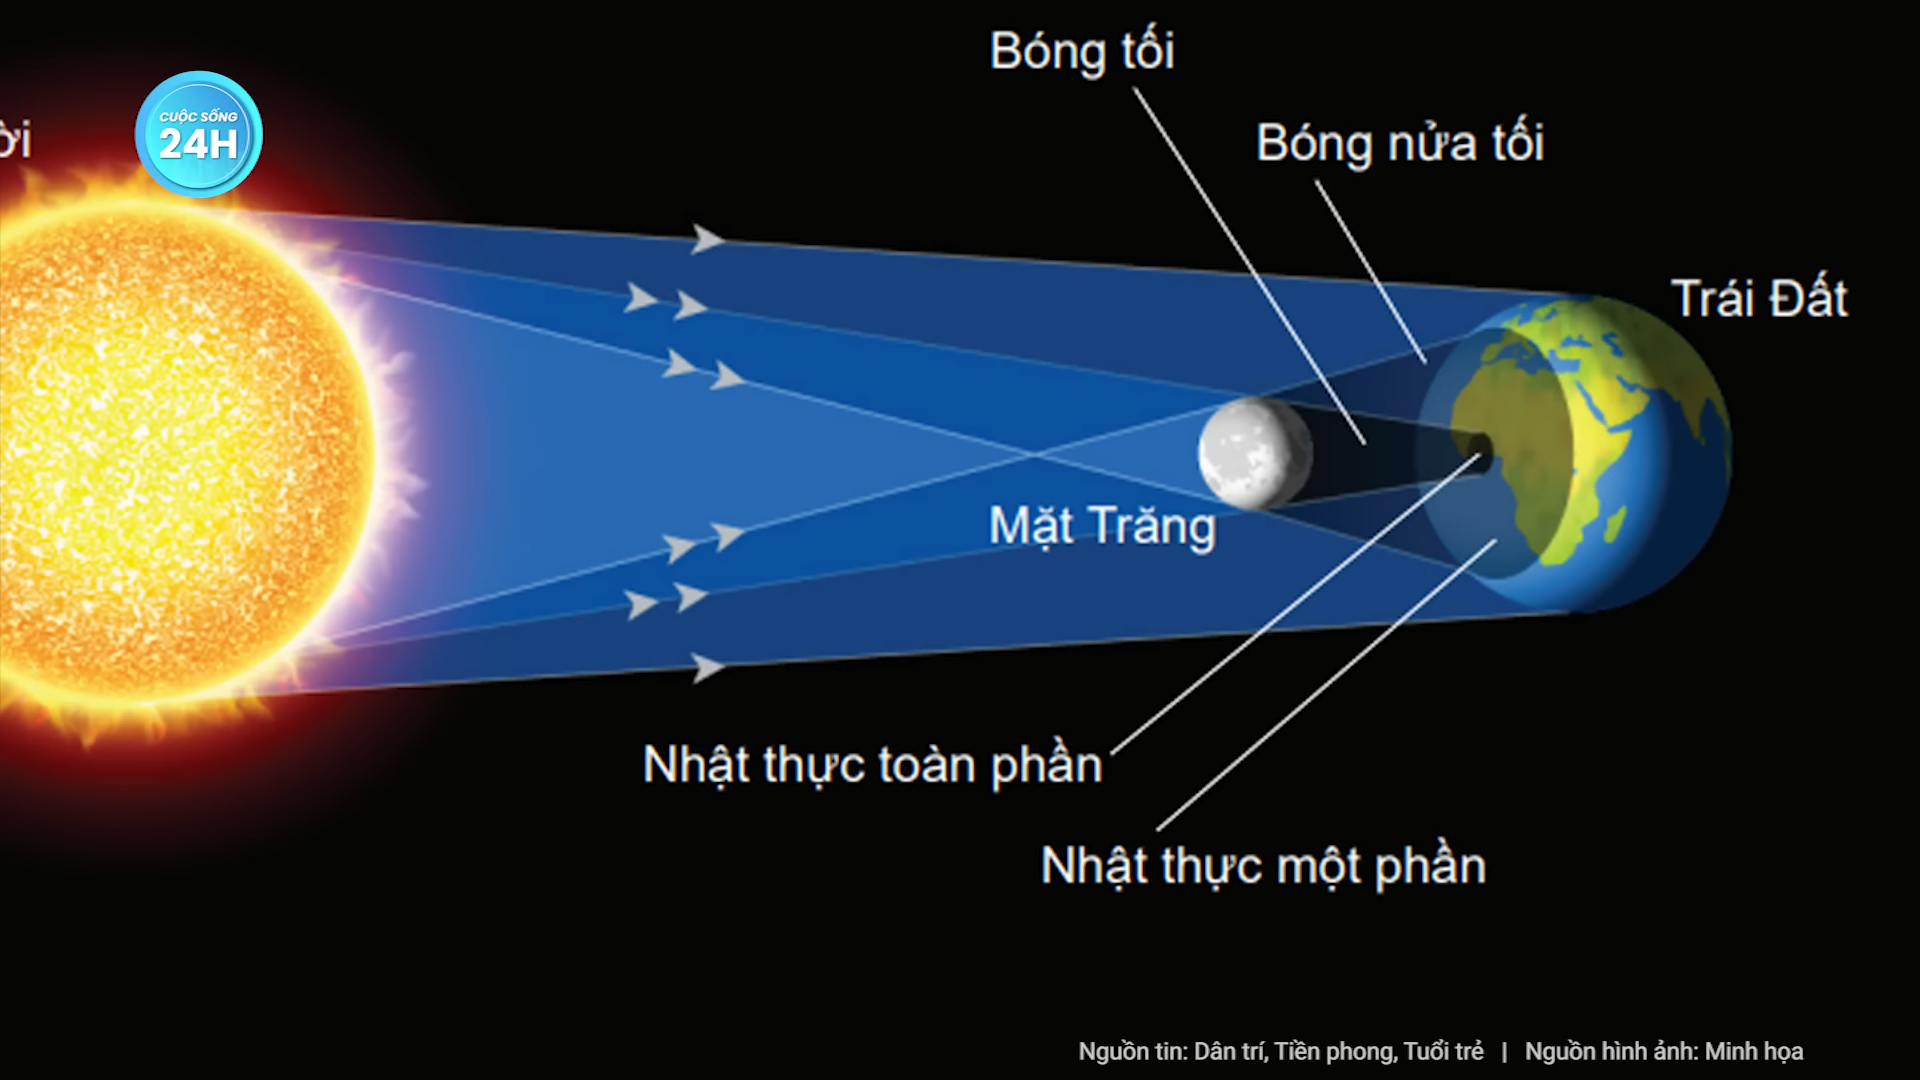 Bóng tối
Bóng nửa tối
ời
CUỘC SỐNG
24H
Trái Đất
Mặt Trăng
Nhật thực toàn phần
Nhật thực một phần
Nguồn tin: Dân trí, Tiền phong, Tuổi trẻ | Nguồn hình ảnh: Minh họa